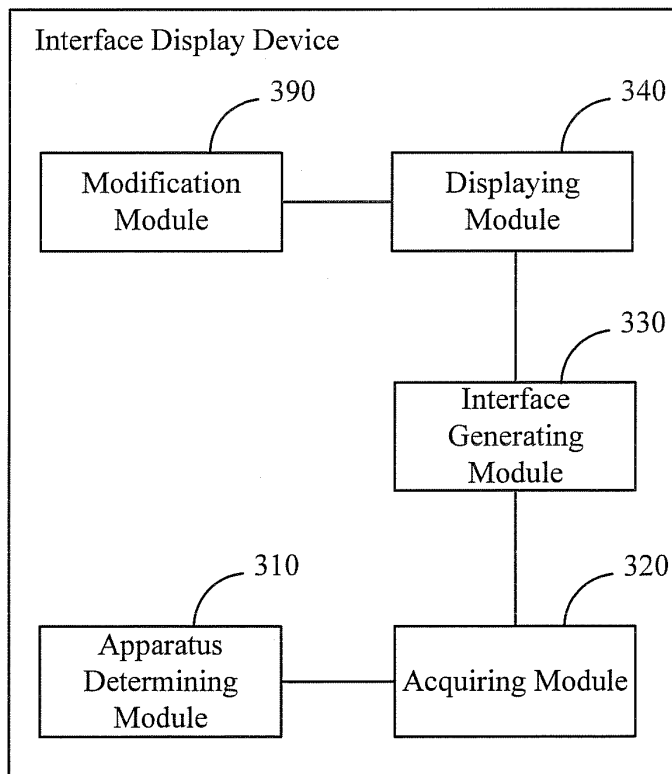 Interface Display Device
390
340
Modification
Module
Displaying
Module
330
Interface
Generating
Module
310
320
Apparatus
Determining
Module
Acquiring Module